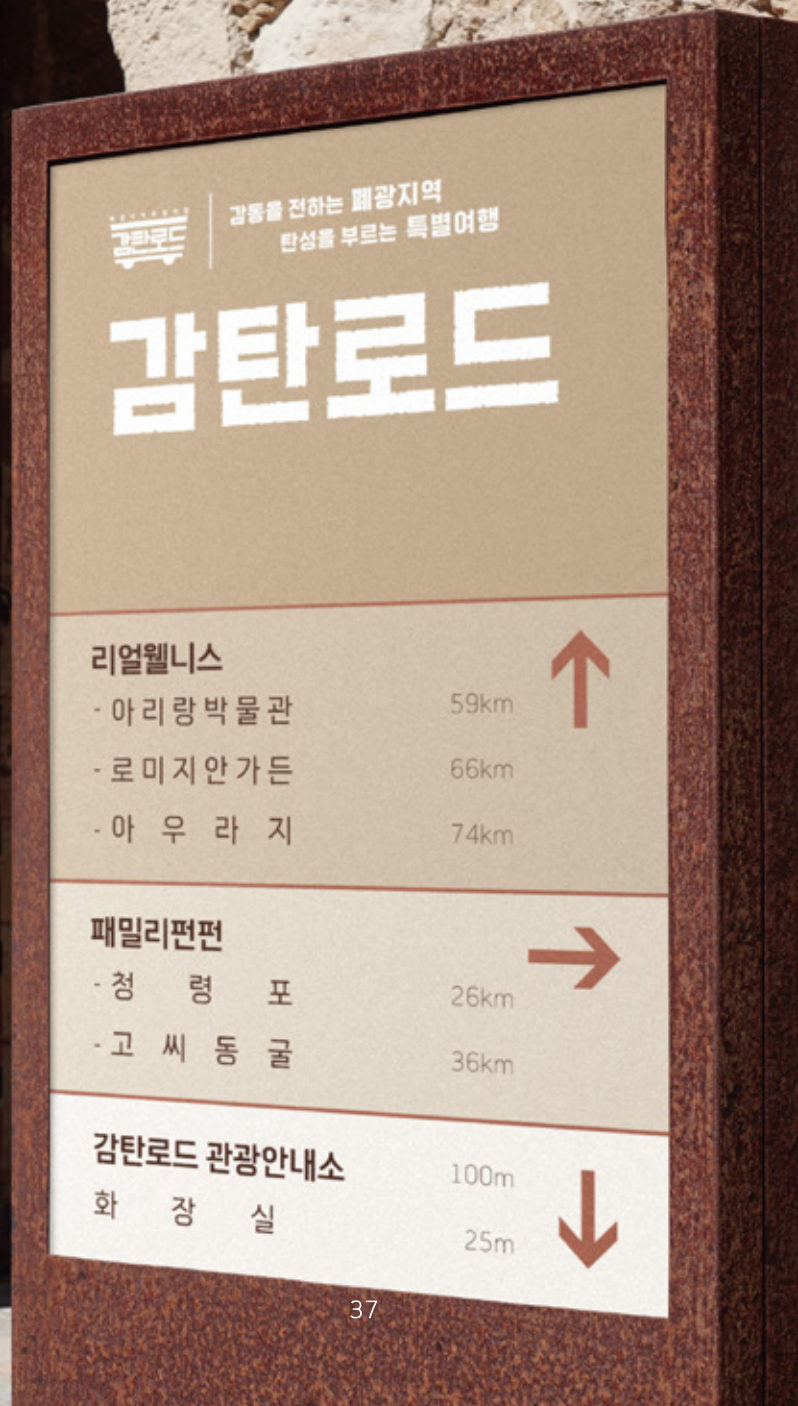 감탄로드
감동을 전하는 폐광지역
탄성을 부르는 특별여행
감탄로드
리얼웰니스
- 아리랑박물관 59km
- 로미지안가든 66km
- 아우라지 74km
패밀리펀펀
- 청령포 26km
- 고씨동굴 36km
감탄로드 관광안내소 100m
화장실 25m
37